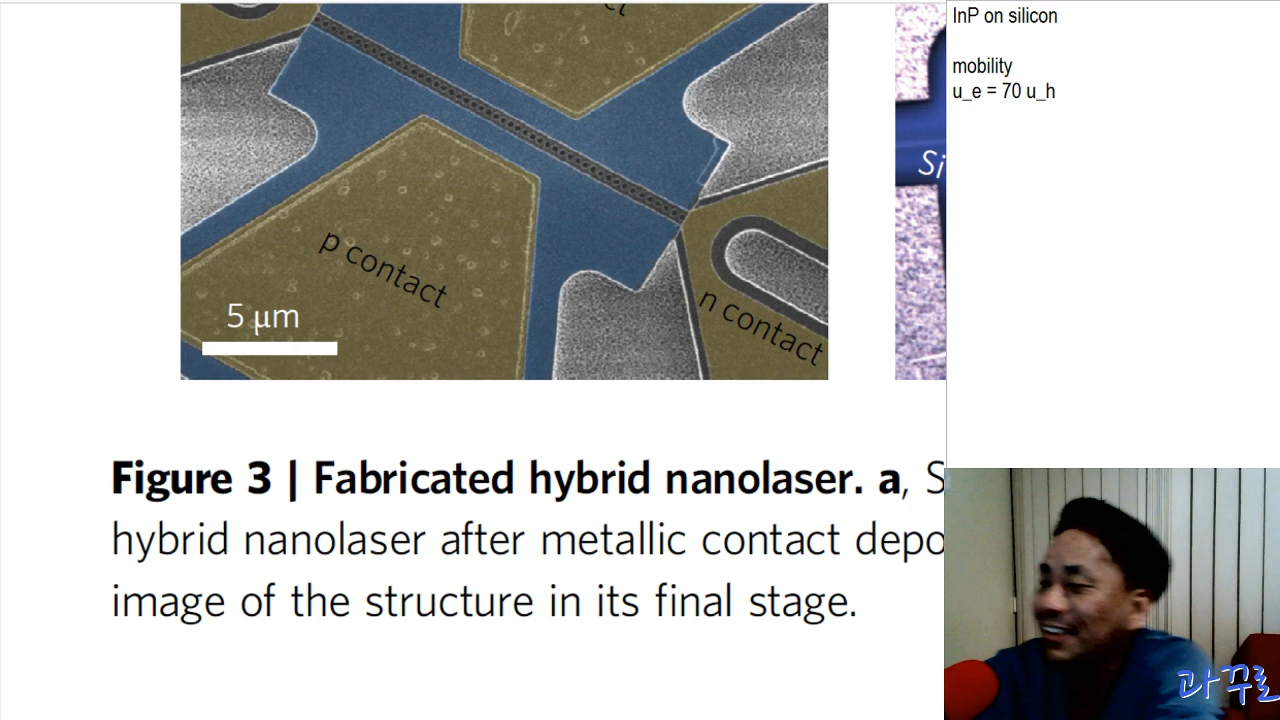 ct
p contact
5 μm
n contact
Si
Figure 3 | Fabricated hybrid nanolaser. a, S
hybrid nanolaser after metallic contact depo
image of the structure in its final stage.
InP on silicon
mobility
u_e = 70 u_h
과꾸로